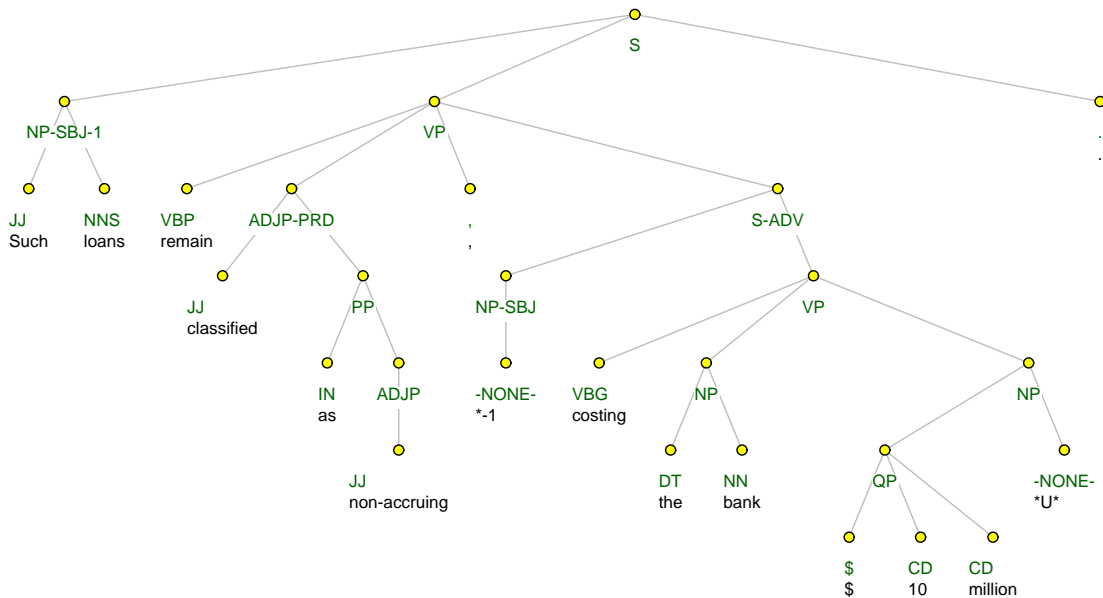 S
NP-SBJ-1 VP .
.
JJ NNS VBP ADJP-PRD , S-ADV
Such loans remain ,
JJ PP NP-SBJ VP
classified
IN ADJP -NONE- VBG NP NP
as *-1 costing
JJ DT NN QP -NONE-
non-accruing the bank *U*
$ CD CD
$ 10 million